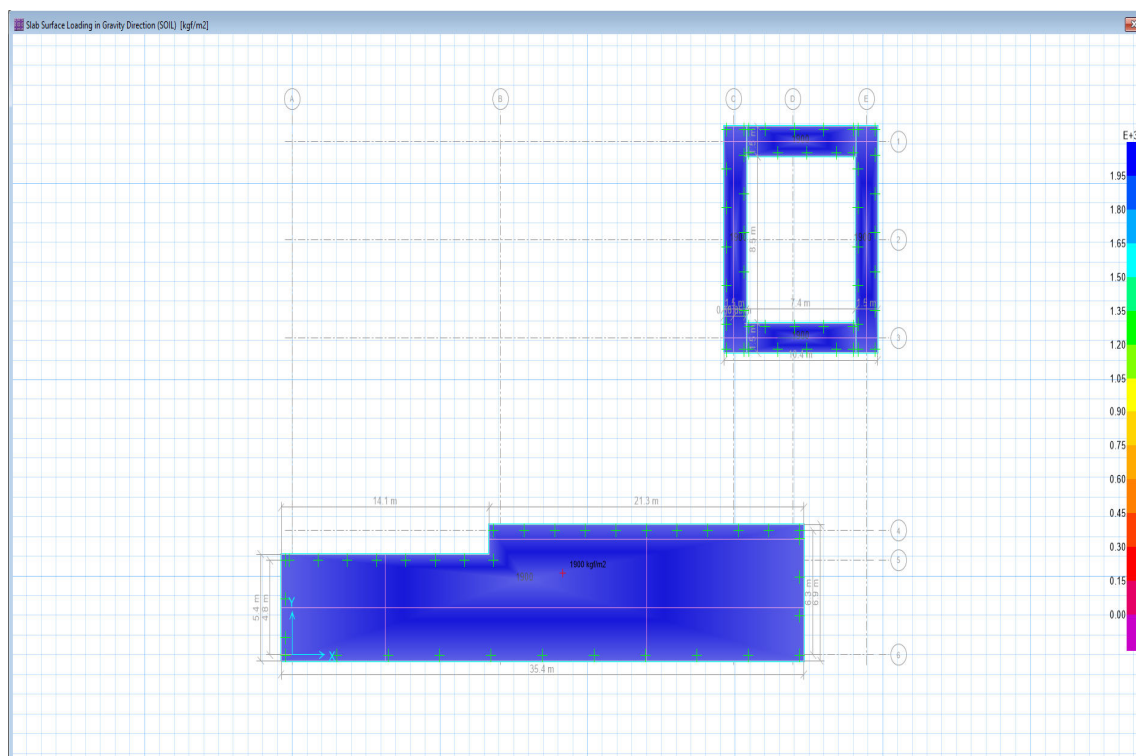 Slab Surface Loading in Gravity Direction (SOIL) [kgf/m2]
A
B
C
D
E
E+3
1
1.95
1.80
1.65
2
8.5 m
1.50
1.35
1.5 m
7.4 m
1.5 m
1.20
3
1.5 m
10.4 m
1.05
0.90
0.75
0.60
14.1 m
21.3 m
0.45
4
0.30
5
1900 kgf/m2
0.15
5.4 m
4.8 m
6.3 m
6.9 m
0.00
Y
X
6
35.4 m